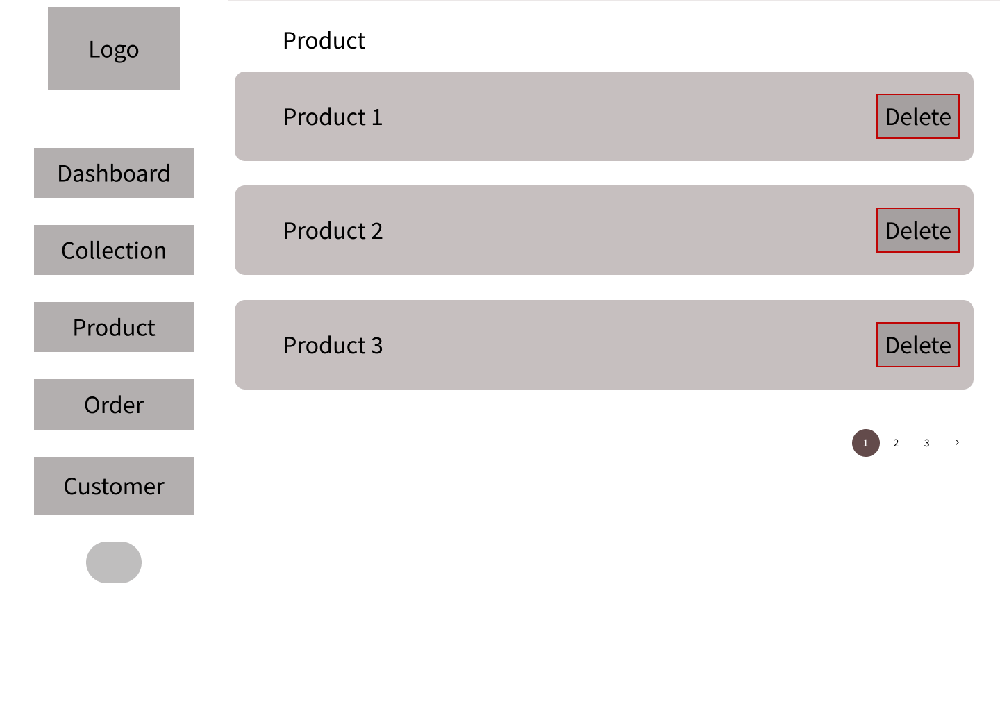 Logo
Dashboard
Collection
Product
Order
Customer
Product
Product 1 Delete
Product 2 Delete
Product 3 Delete
1 2 3 >